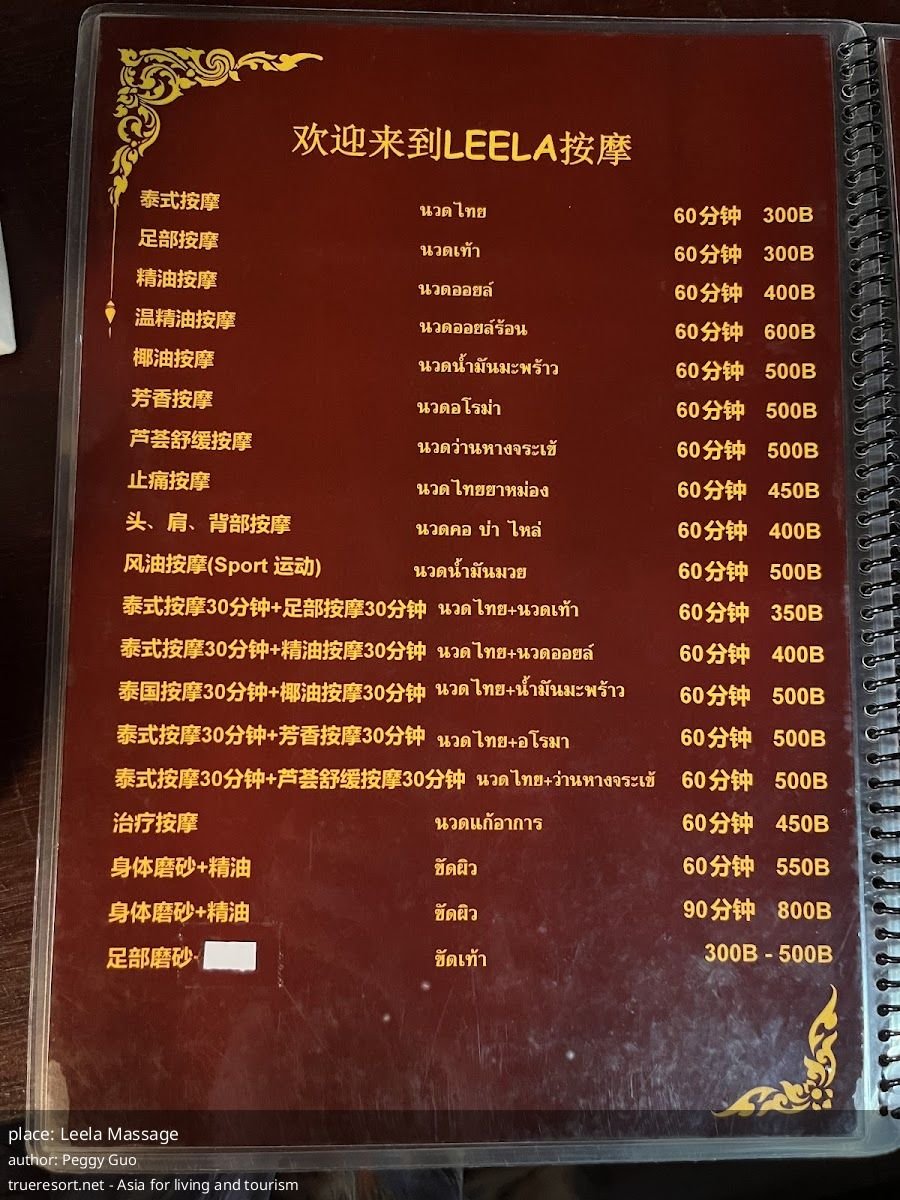 欢迎来到LEELA按摩
泰式按摩 นวดไทย 60分钟 300B
足部按摩 นวดเท้า 60分钟 300B
精油按摩 นวดออยล์ 60分钟 400B
温精油按摩 นวดออยล์ร้อน 60分钟 600B
椰油按摩 นวดน้ำมันมะพร้าว 60分钟 500B
芳香按摩 นวดอโรม่า 60分钟 500B
芦荟舒缓按摩 นวดว่านหางจระเข้ 60分钟 500B
止痛按摩 นวดไทยยาหม่อง 60分钟 450B
头、肩、背部按摩 นวดคอ บ่า ไหล่ 60分钟 400B
风油按摩(Sport 运动) นวดน้ำมันมวย 60分钟 500B
泰式按摩30分钟+足部按摩30分钟 นวดไทย+นวดเท้า 60分钟 350B
泰式按摩30分钟+精油按摩30分钟 นวดไทย+นวดออยล์ 60分钟 400B
泰国按摩30分钟+椰油按摩30分钟 นวดไทย+น้ำมันมะพร้าว 60分钟 500B
泰式按摩30分钟+芳香按摩30分钟 นวดไทย+อโรมา 60分钟 500B
泰式按摩30分钟+芦荟舒缓按摩30分钟 นวดไทย+ว่านหางจระเข้ 60分钟 500B
治疗按摩 นวดแก้อาการ 60分钟 450B
身体磨砂+精油 ขัดผิว 60分钟 550B
身体磨砂+精油 ขัดผิว 90分钟 800B
足部磨砂- ขัดเท้า 300B - 500B
place: Leela Massage
author: Peggy Guo
trueresort.net - Asia for living and tourism